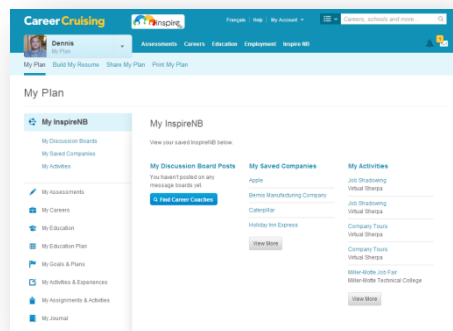 Career Cruising
inspire
Français | Help | My Account
Careers, schools and more
Dennis
My Plan
Assessments Careers Education Employment Inspire NB
1
My Plan Build My Resume Share My Plan Print My Plan
My Plan
My InspireNB
My Discussion Boards
My Saved Companies
My Activities
My Assessments
My Careers
My Education
My Education Plan
My Goals & Plans
My Activities & Experiences
My Assignments & Activities
My Journal
My InspireNB
View your saved InspireNB below.
My Discussion Board Posts
You haven't posted on any
message boards yet.
Find Career Coaches
My Saved Companies
Apple
Bemis Manufacturing Company
Caterpillar
Holiday Inn Express
View More
My Activities
Job Shadowing
Virtual Sherpa
Job Shadowing
Virtual Sherpa
Company Tours
Virtual Sherpa
Company Tours
Virtual Sherpa
Miller-Motte Job Fair
Miller-Motte Technical College
View More